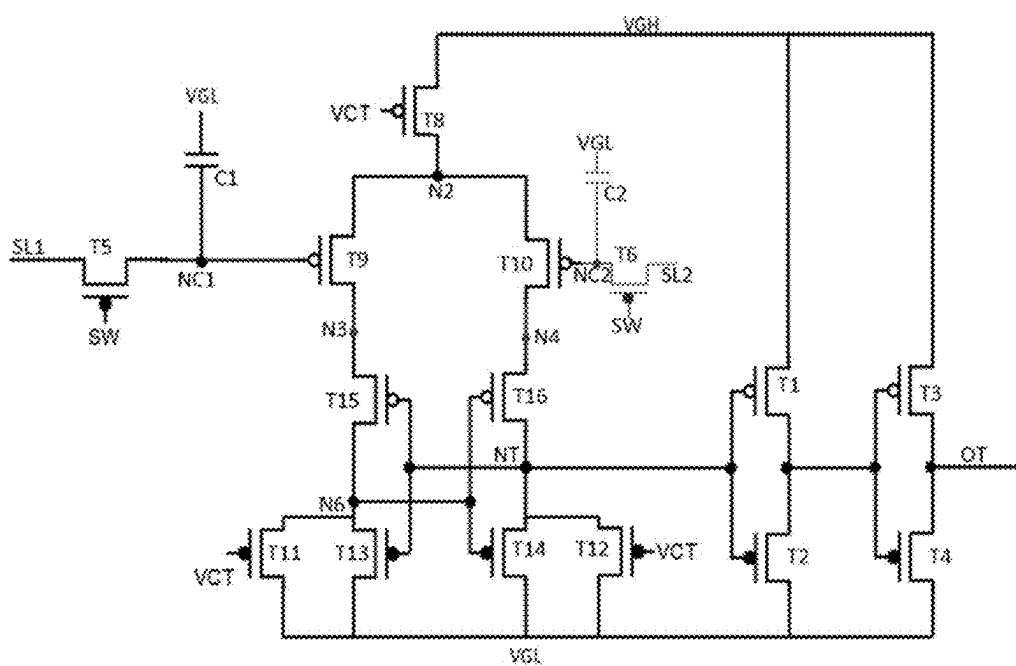 VGH
VGL
VCT
T8
C1
N2
VGL
C2
SL1
T5
NC1
T9
T10
NC2
T6
SL2
SW
SW
N3
N4
T15
T16
T1
T3
NT
OT
N6
T11
T13
T14
T12
VCT
VCT
T2
T4
VGL